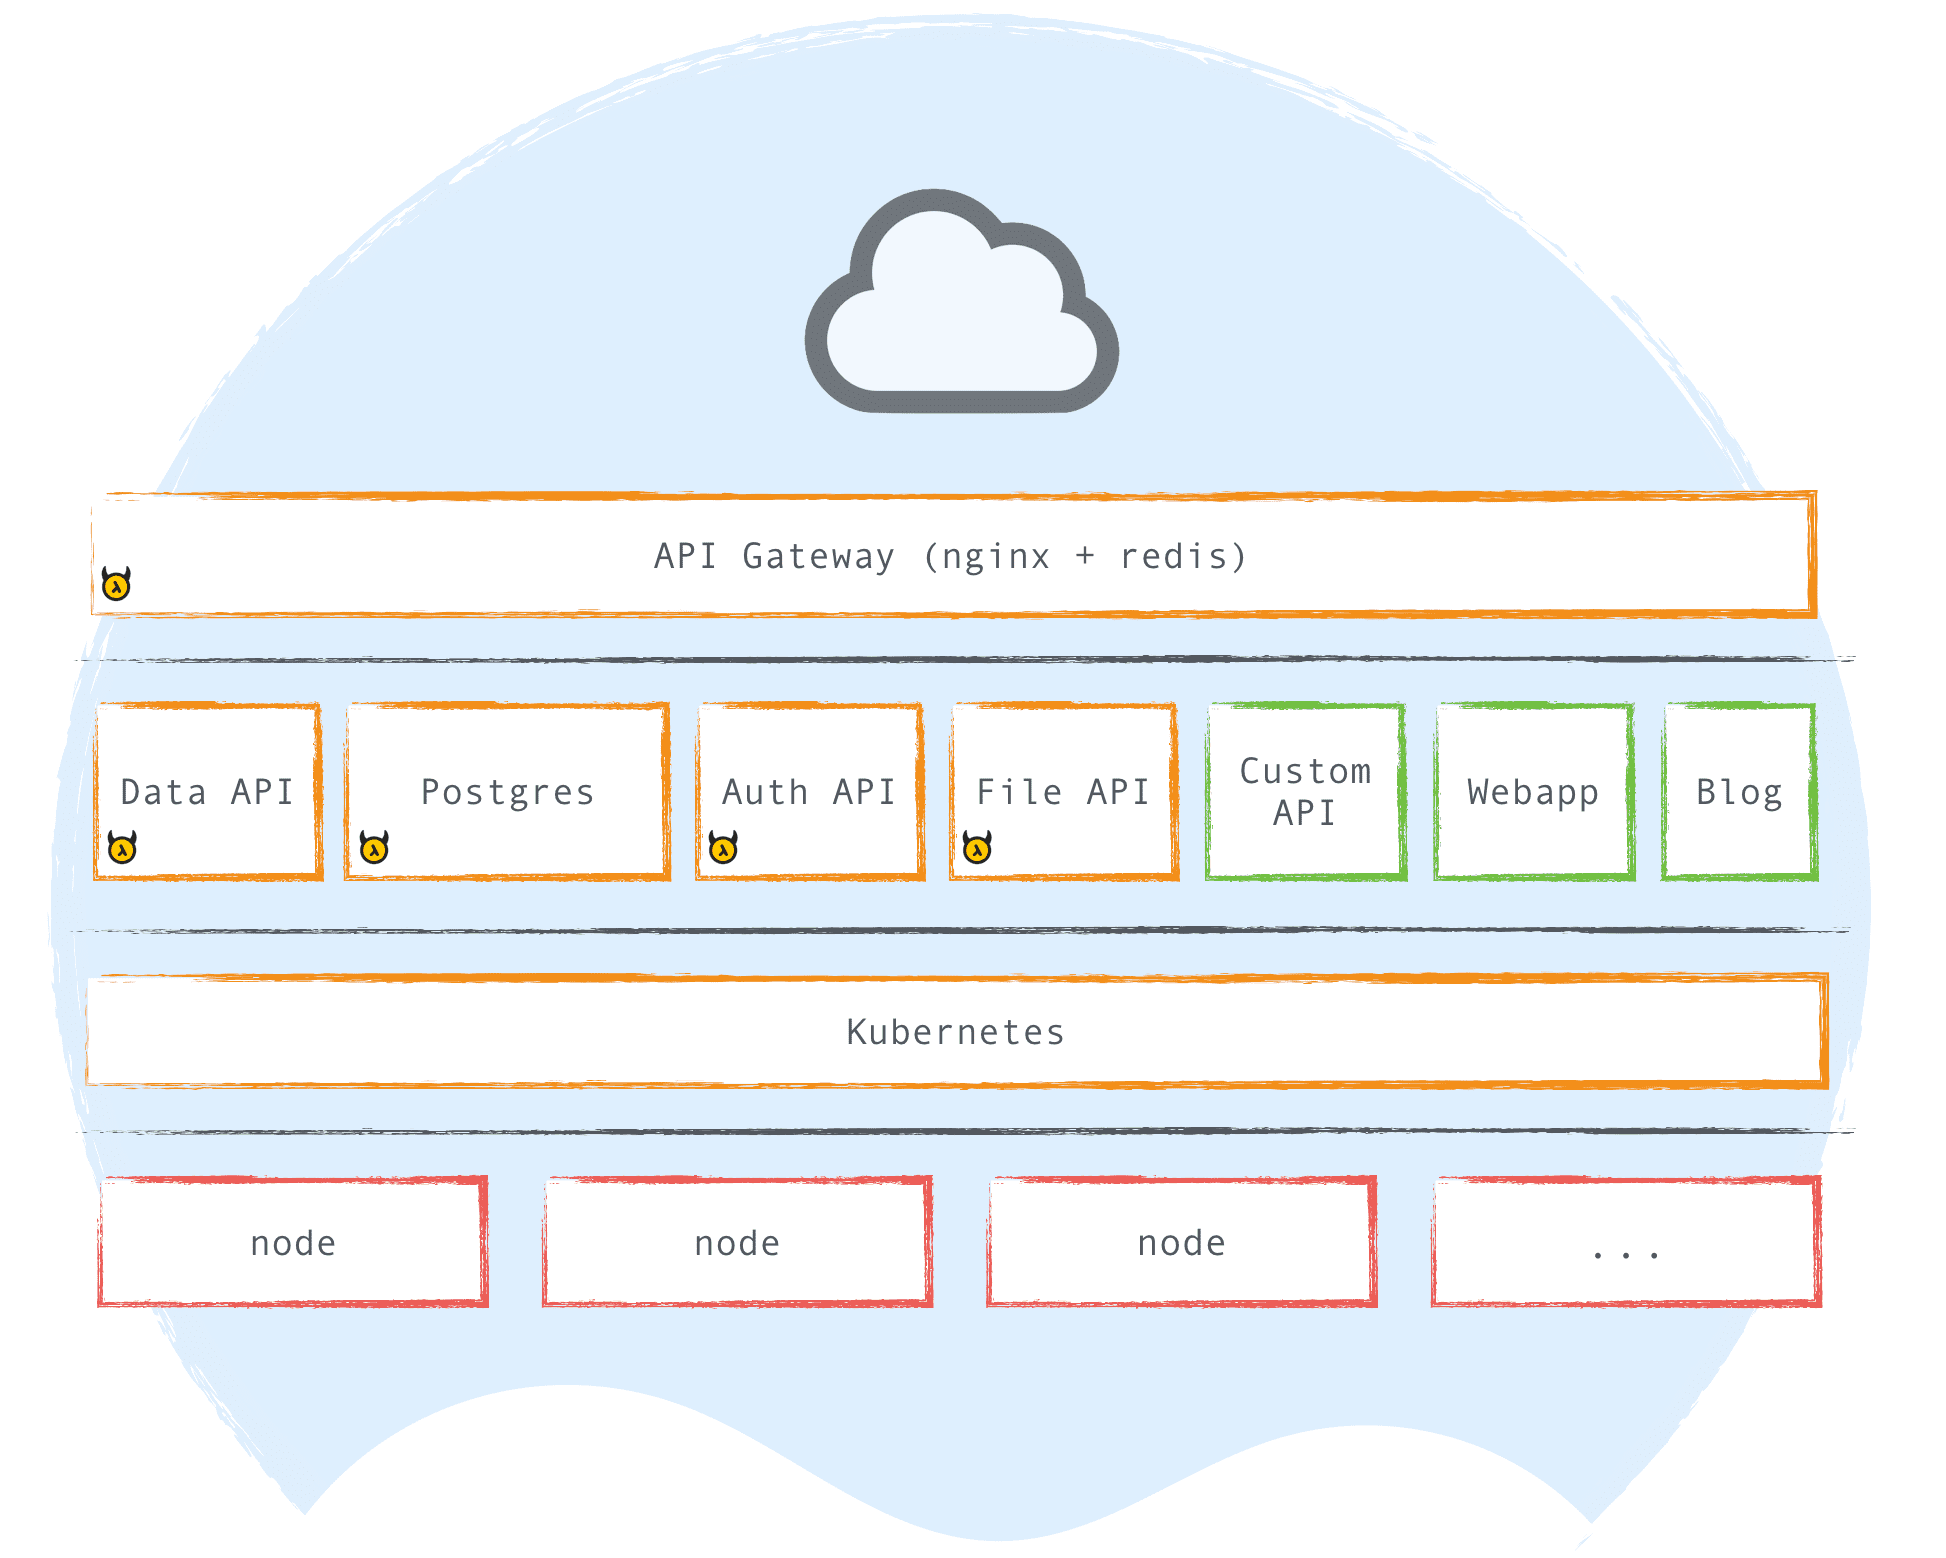 API Gateway (nginx + redis)
Data API
Postgres
Auth API
File API
Custom
API
Webapp
Blog
Kubernetes
node
node
node
...